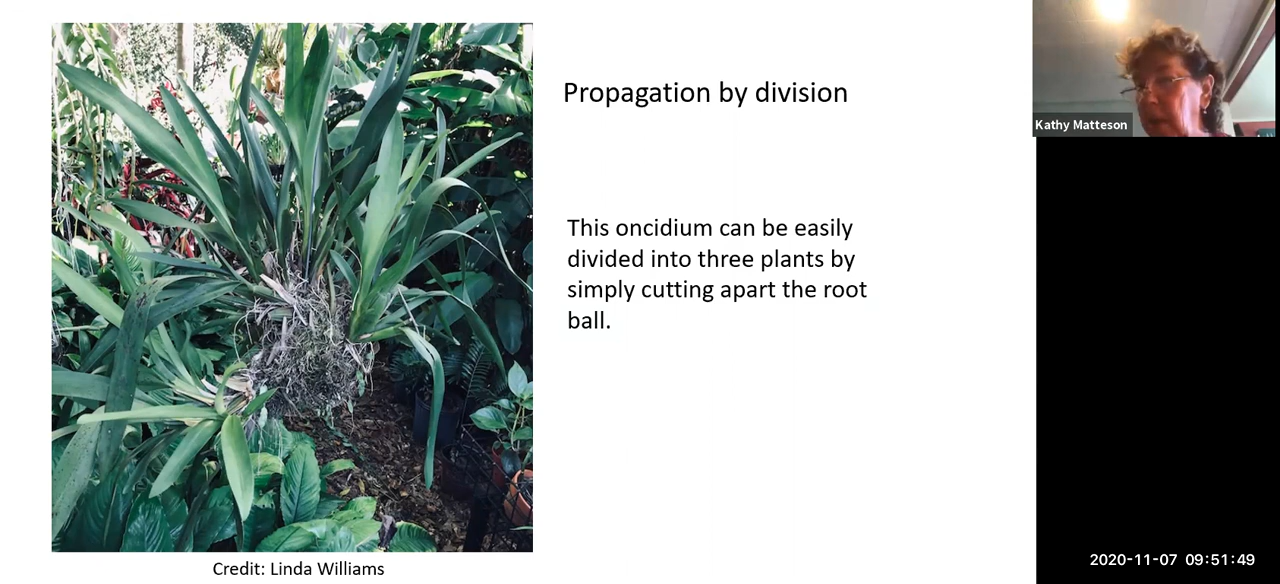 Propagation by division
This oncidium can be easily
divided into three plants by
simply cutting apart the root
ball.
Credit: Linda Williams
Kathy Matteson
2020-11-07 09:51:49